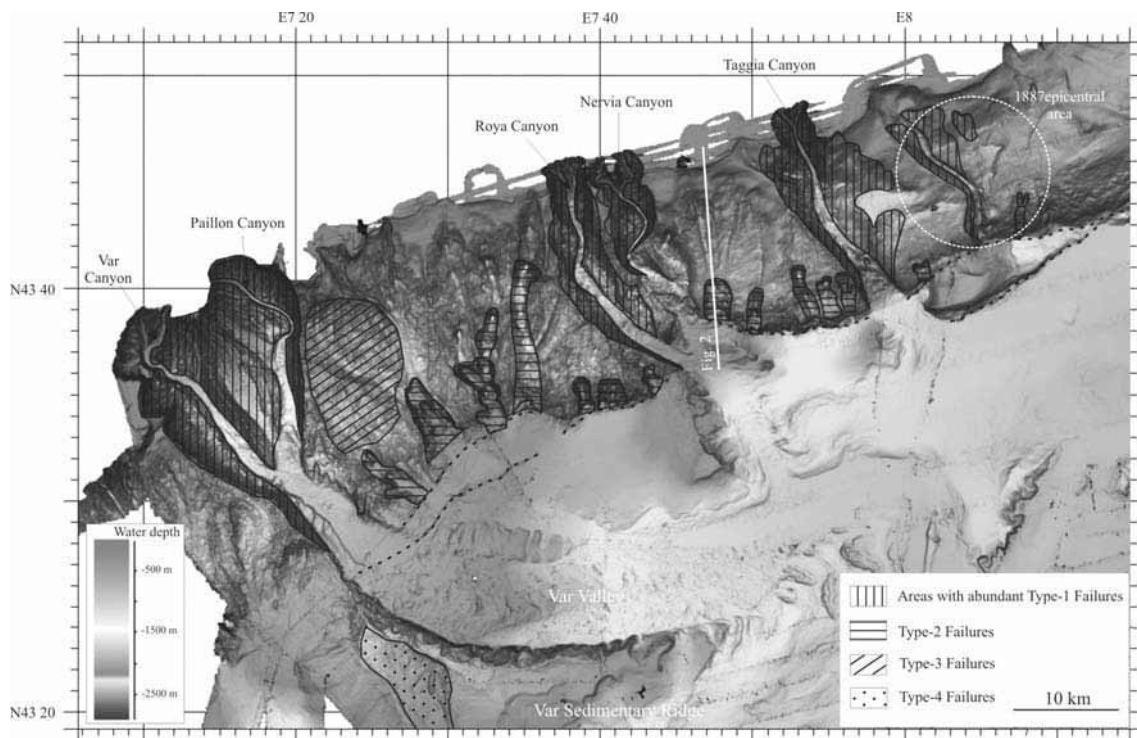 E7 20
E7 40
E8
Taggia Canyon
1887epicentral
area
Nervia Canyon
Roya Canyon
Paillon Canyon
Var
Canyon
N43 40
Fig. 2
Water depth
-500 m
-1500 m
-2500 m
Var Valley
Areas with abundant Type-1 Failures
Type-2 Failures
Type-3 Failures
Type-4 Failures
10 km
N43 20
Var Sedimentary Ridge